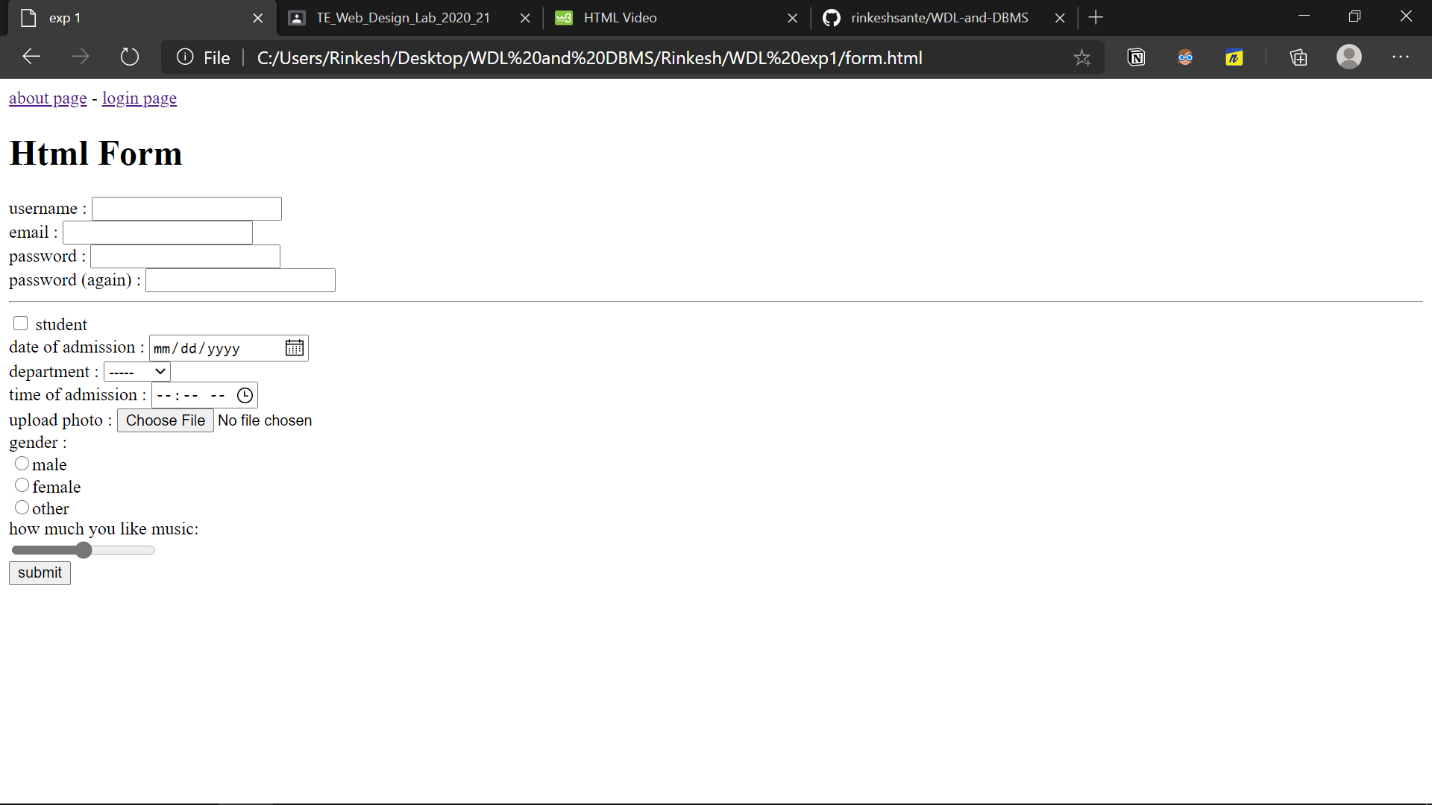 exp 1
TE_Web_Design_Lab_2020_21
HTML Video
rinkeshsante/WDL-and-DBMS
File
C:/Users/Rinkesh/Desktop/WDL%20and%20DBMS/Rinkesh/WDL%20exp1/form.html
about page - login page
Html Form
username :
email :
password :
password (again) :
student
date of admission : mm/dd/yyyy
department : -----
time of admission : --:-- --
upload photo : Choose File No file chosen
gender :
male
female
other
how much you like music:
submit